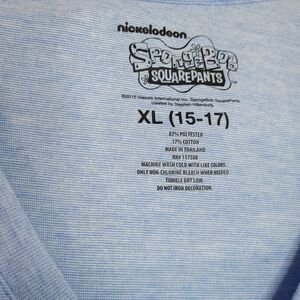 nickelodeon
SpongeBob
SQUAREPANTS
©2015 Viacom International Inc. SpongeBob SquarePants,
created by Stephen Hillenburg.
XL (15-17)
83% POLYESTER
17% COTTON
MADE IN THAILAND
RN# 137508
MACHINE WASH COLD WITH LIKE COLORS
ONLY NON-CHLORINE BLEACH WHEN NEEDED
TUMBLE DRY LOW
DO NOT IRON DECORATION.